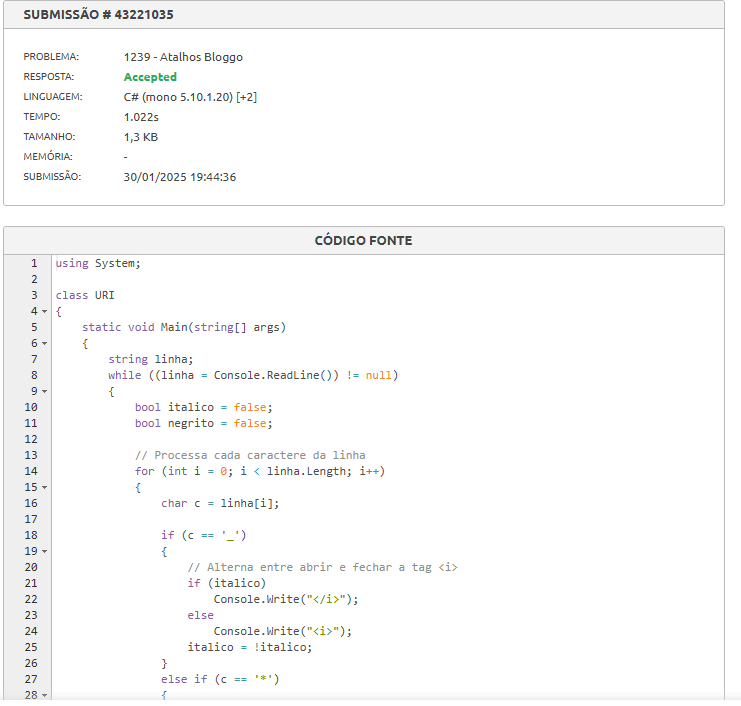 SUBMISSÃO # 43221035
PROBLEMA: 1239 - Atalhos Bloggo
RESPOSTA: Accepted
LINGUAGEM: C# (mono 5.10.1.20) [+2]
TEMPO: 1.022s
TAMANHO: 1,3 KB
MEMÓRIA: -
SUBMISSÃO: 30/01/2025 19:44:36
CÓDIGO FONTE
1 using System;
2
3 class URI
4 {
5     static void Main(string[] args)
6     {
7         string linha;
8         while ((linha = Console.ReadLine()) != null)
9         {
10             bool italico = false;
11             bool negrito = false;
12
13             // Processa cada caractere da linha
14             for (int i = 0; i < linha.Length; i++)
15             {
16                 char c = linha[i];
17
18                 if (c == '_')
19                 {
20                     // Alterna entre abrir e fechar a tag <i>
21                     if (italico)
22                         Console.Write("</i>");
23                     else
24                         Console.Write("<i>");
25                     italico = !italico;
26                 }
27                 else if (c == '*')
28                 {